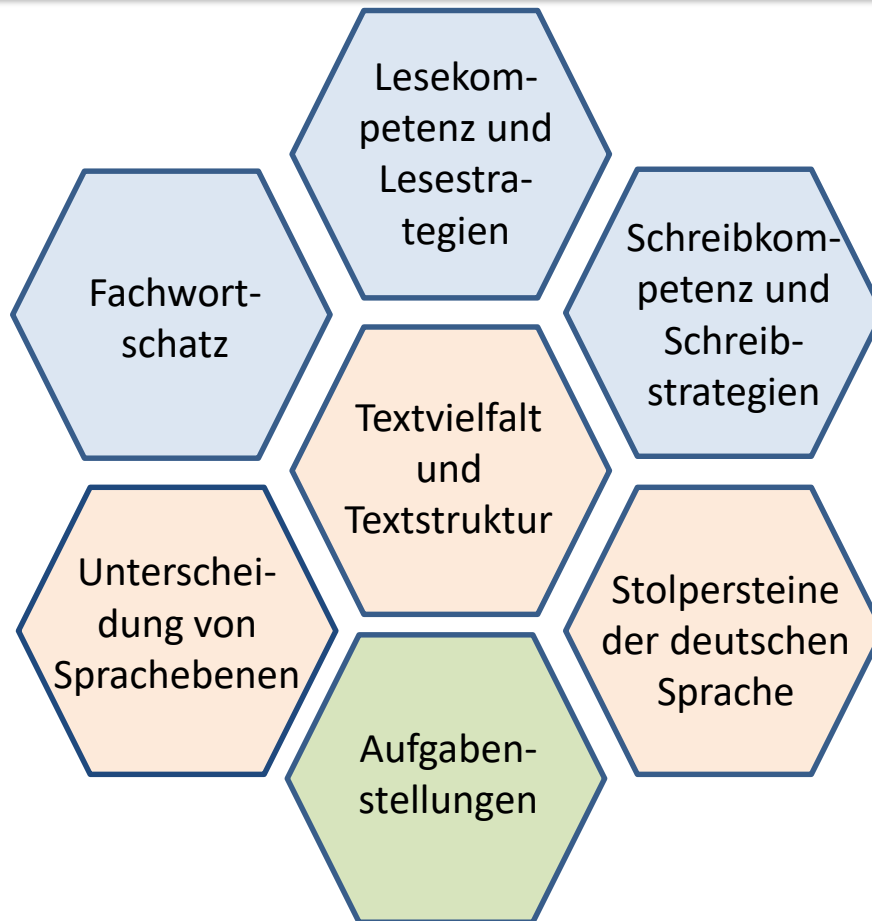 Lesekom-
petenz und
Lesestra-
tegien
Fachwort-
schatz
Schreibkom-
petenz und
Schreib-
strategien
Textvielfalt
und
Textstruktur
Unterschei-
dung von
Sprachebenen
Stolpersteine
der deutschen
Sprache
Aufgaben-
stellungen